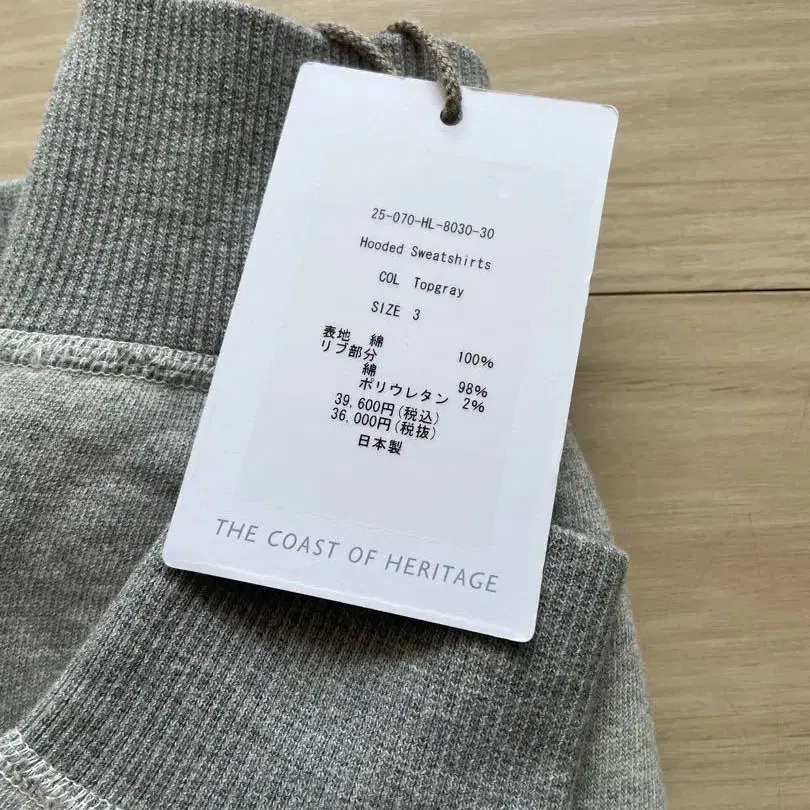 25-070-HL-8030-30
Hooded Sweatshirts
COL Topgray
SIZE 3
表地 綿 100%
リブ部分
綿 98%
ポリウレタン 2%
39,600円(税込)
36,000円(税抜)
日本製
THE COAST OF HERITAGE